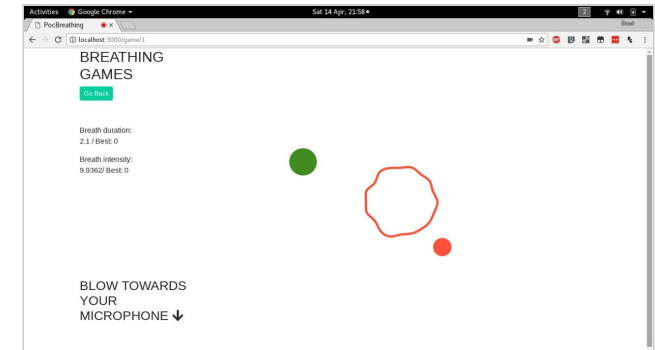 Activities Google Chrome Sat 14 Apr, 21:58 2
PocBreathing
localhost:3000/game/1
BREATHING
GAMES
Go Back
Breath duration:
2.1 / Best: 0
Breath intensity:
9.9362/ Best: 0
BLOW TOWARDS
YOUR
MICROPHONE